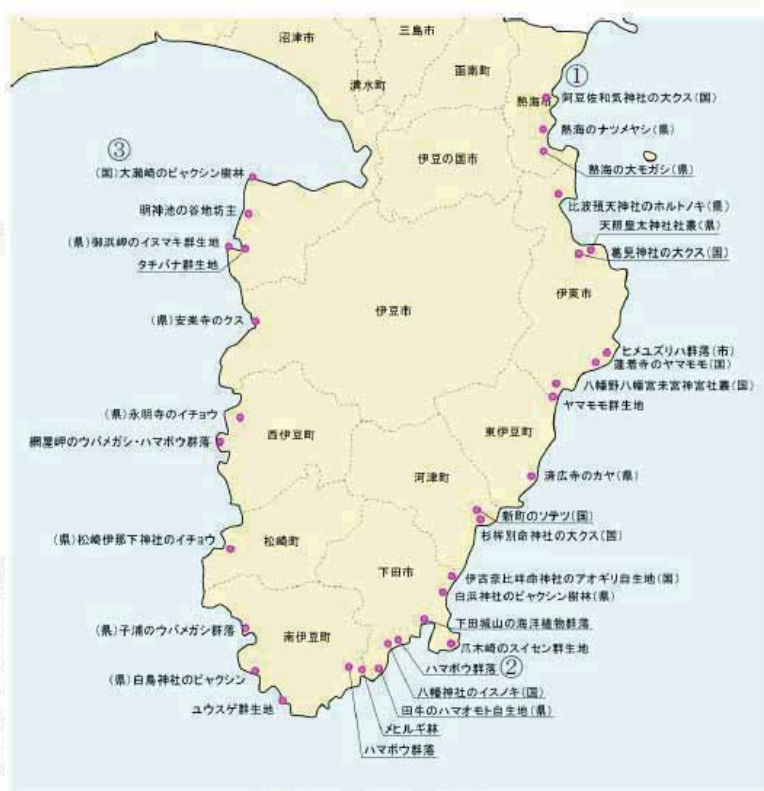 沼津市
三島市
函南町
清水町
熱海市
伊豆の国市
①
阿豆佐和気神社の大クス(国)
熱海のナツメヤシ(県)
熱海の大モガシ(県)
比波預天神社のホルトノキ(県)
天照皇太神社社叢(県)
葛見神社の大クス(国)
伊東市
伊豆市
③
(国)大瀬崎のビャクシン樹林
明神池の谷地坊主
(県)御浜岬のイヌマキ群生地
タチバナ群生地
(県)安楽寺のクス
ヒメユズリハ群落(市)
蓮着寺のヤマモモ(国)
八幡野八幡宮来宮神宮社叢(国)
ヤマモモ群生地
(県)永明寺のイチョウ
網屋岬のウバメガシ・ハマボウ群落
西伊豆町
東伊豆町
河津町
済広寺のカヤ(県)
新町のソテツ(国)
杉桙別命神社の大クス(国)
(県)松崎伊那下神社のイチョウ
松崎町
下田市
伊古奈比咩命神社のアオギリ自生地(国)
白浜神社のビャクシン樹林(県)
下田城山の海洋植物群落
爪木崎のスイセン群生地
(県)子浦のウバメガシ群落
南伊豆町
ハマボウ群落②
(県)白鳥神社のビャクシン
八幡神社のイスノキ(国)
田牛のハマオモト自生地(県)
ユウスゲ群生地
メヒルギ林
ハマボウ群落